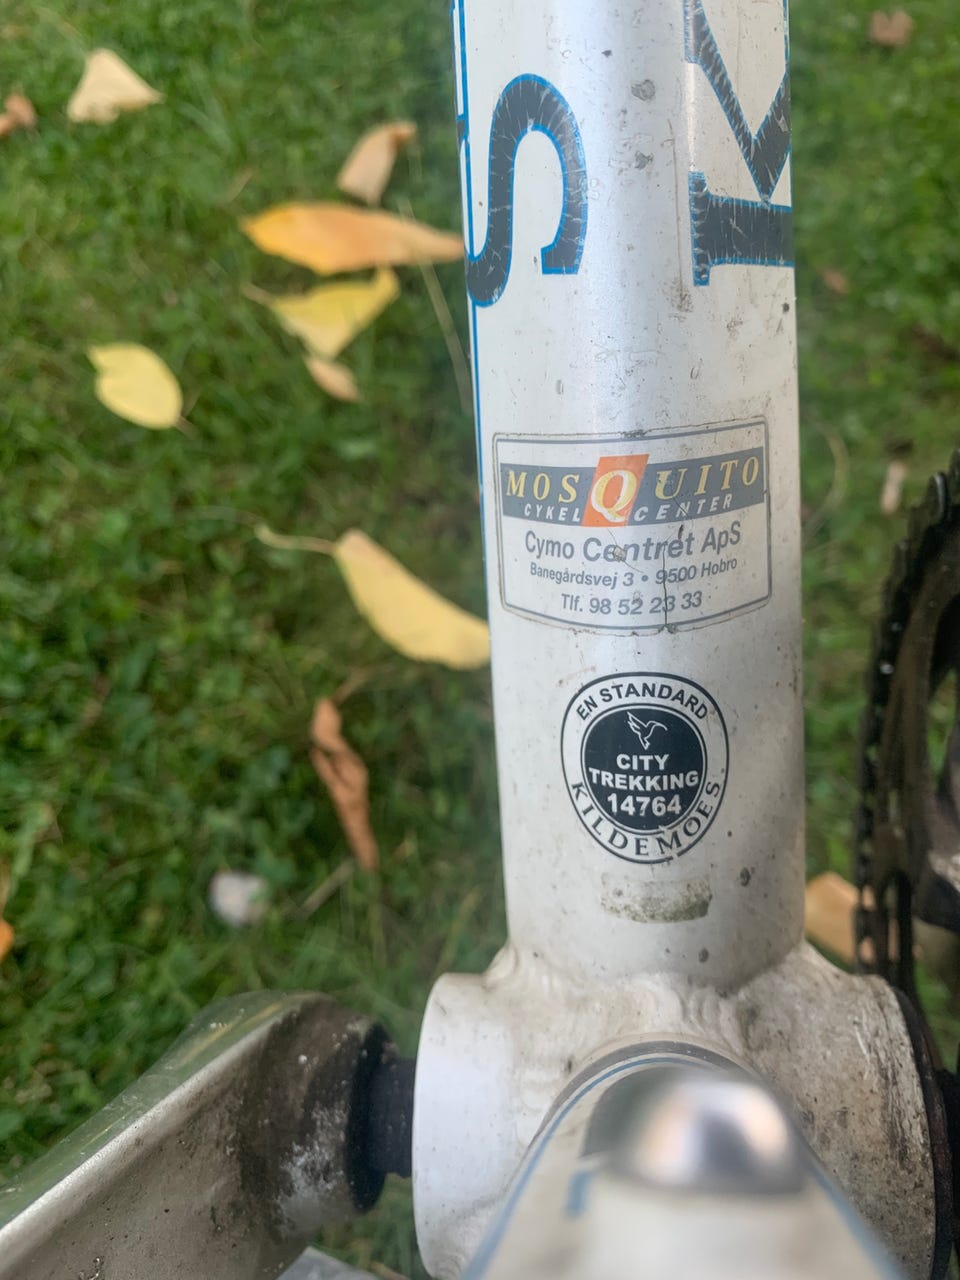 S
MOSQUITO
CYKEL CENTER
Cymo Centret ApS
Banegårdsvej 3 • 9500 Hobro
Tlf. 98 52 23 33
EN STANDARD
CITY
TREKKING
14764
KILDEMOES